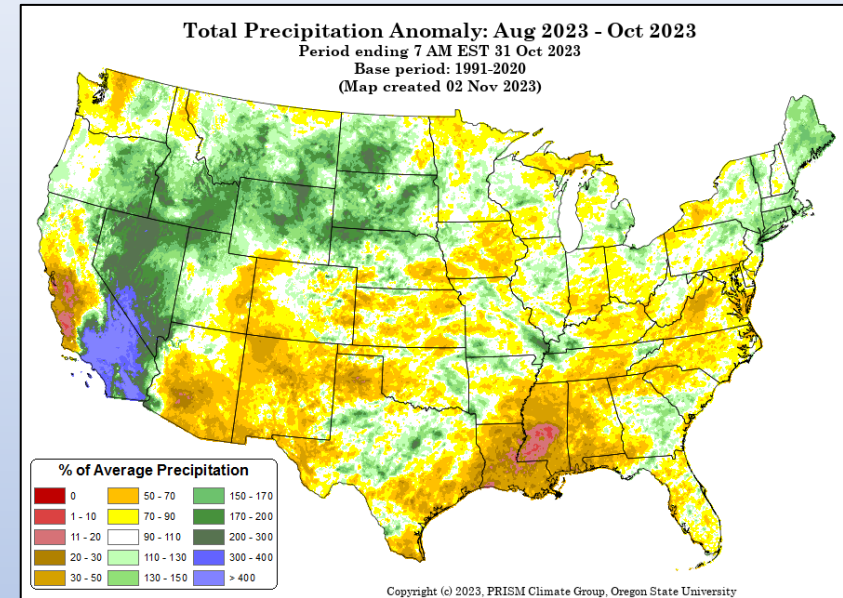 Total Precipitation Anomaly: Aug 2023 - Oct 2023
Period ending 7 AM EST 31 Oct 2023
Base period: 1991-2020
(Map created 02 Nov 2023)
% of Average Precipitation
0
1 - 10
11 - 20
20 - 30
30 - 50
50 - 70
70 - 90
90 - 110
110 - 130
130 - 150
150 - 170
170 - 200
200 - 300
300 - 400
> 400
Copyright (c) 2023, PRISM Climate Group, Oregon State University